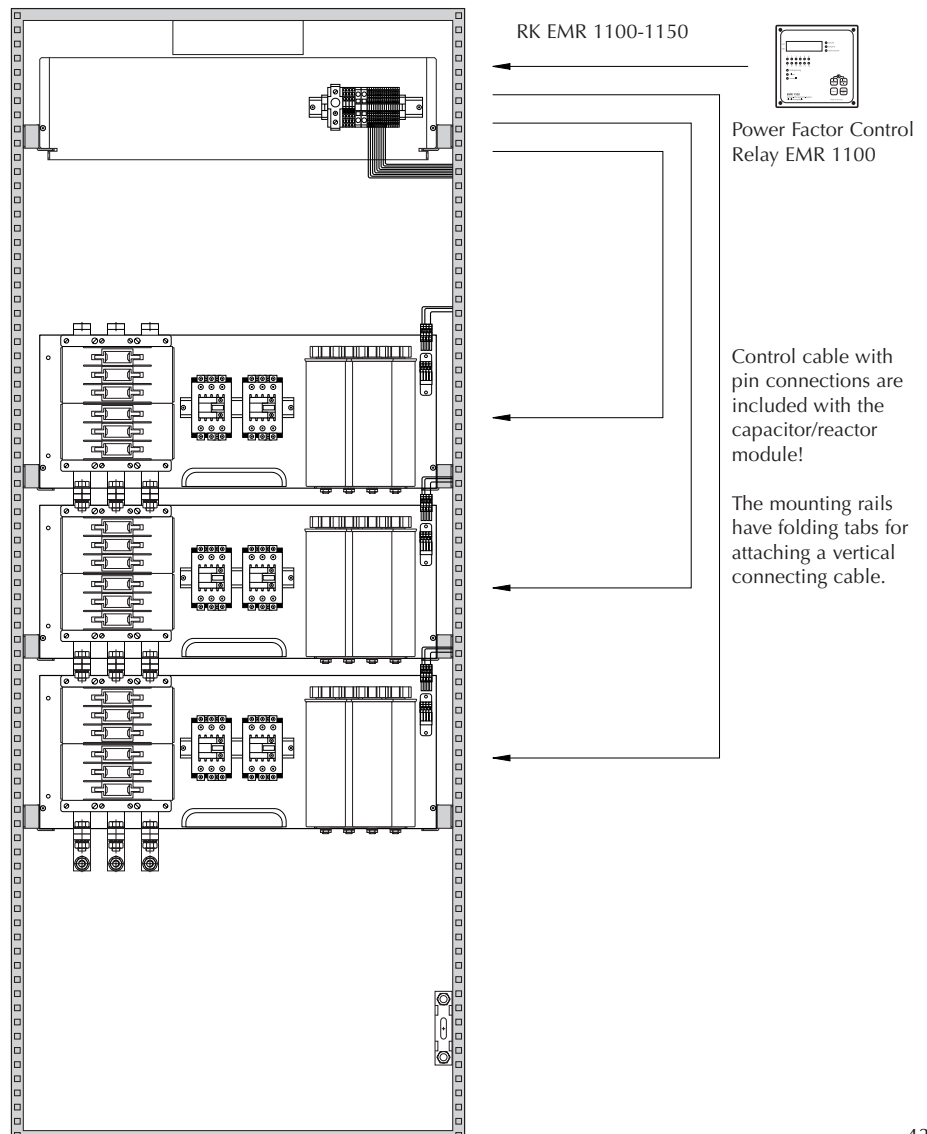 RK EMR 1100-1150
Power Factor Control
Relay EMR 1100
Control cable with
pin connections are
included with the
capacitor/reactor
module!
The mounting rails
have folding tabs for
attaching a vertical
connecting cable.